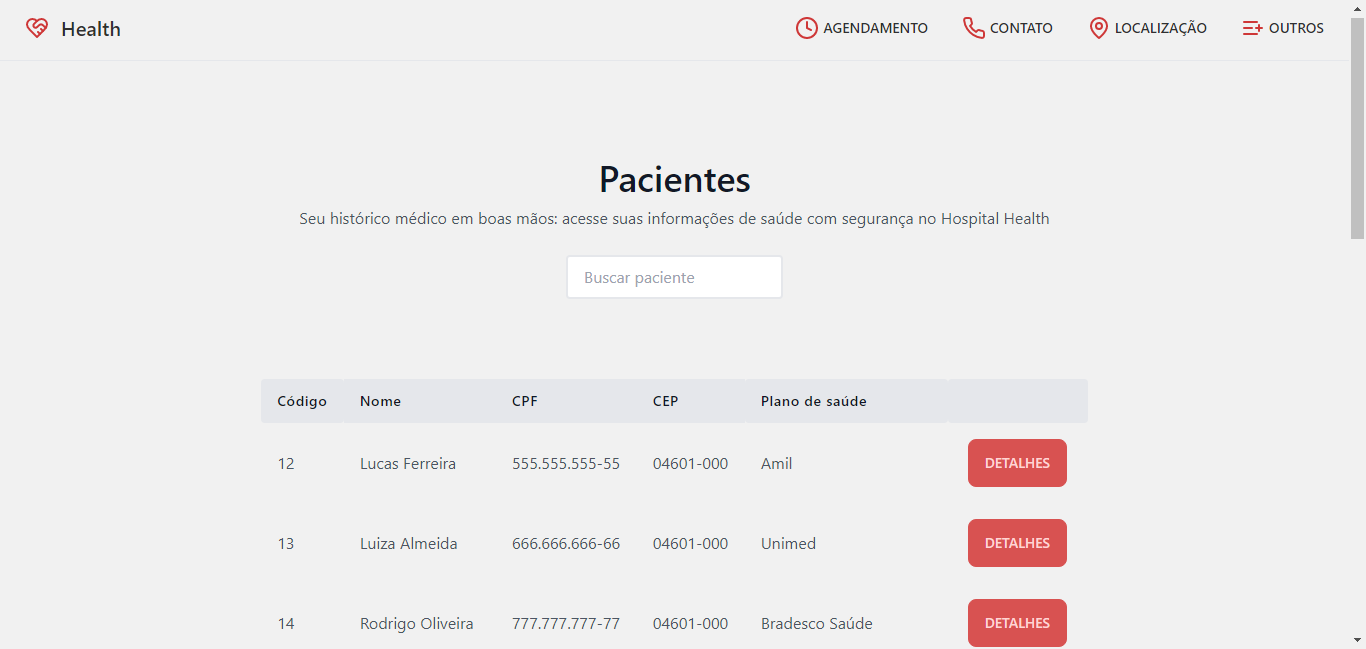 Health AGENDAMENTO CONTATO LOCALIZAÇÃO OUTROS
Pacientes
Seu histórico médico em boas mãos: acesse suas informações de saúde com segurança no Hospital Health
Buscar paciente
Código Nome CPF CEP Plano de saúde
12 Lucas Ferreira 555.555.555-55 04601-000 Amil DETALHES
13 Luiza Almeida 666.666.666-66 04601-000 Unimed DETALHES
14 Rodrigo Oliveira 777.777.777-77 04601-000 Bradesco Saúde DETALHES